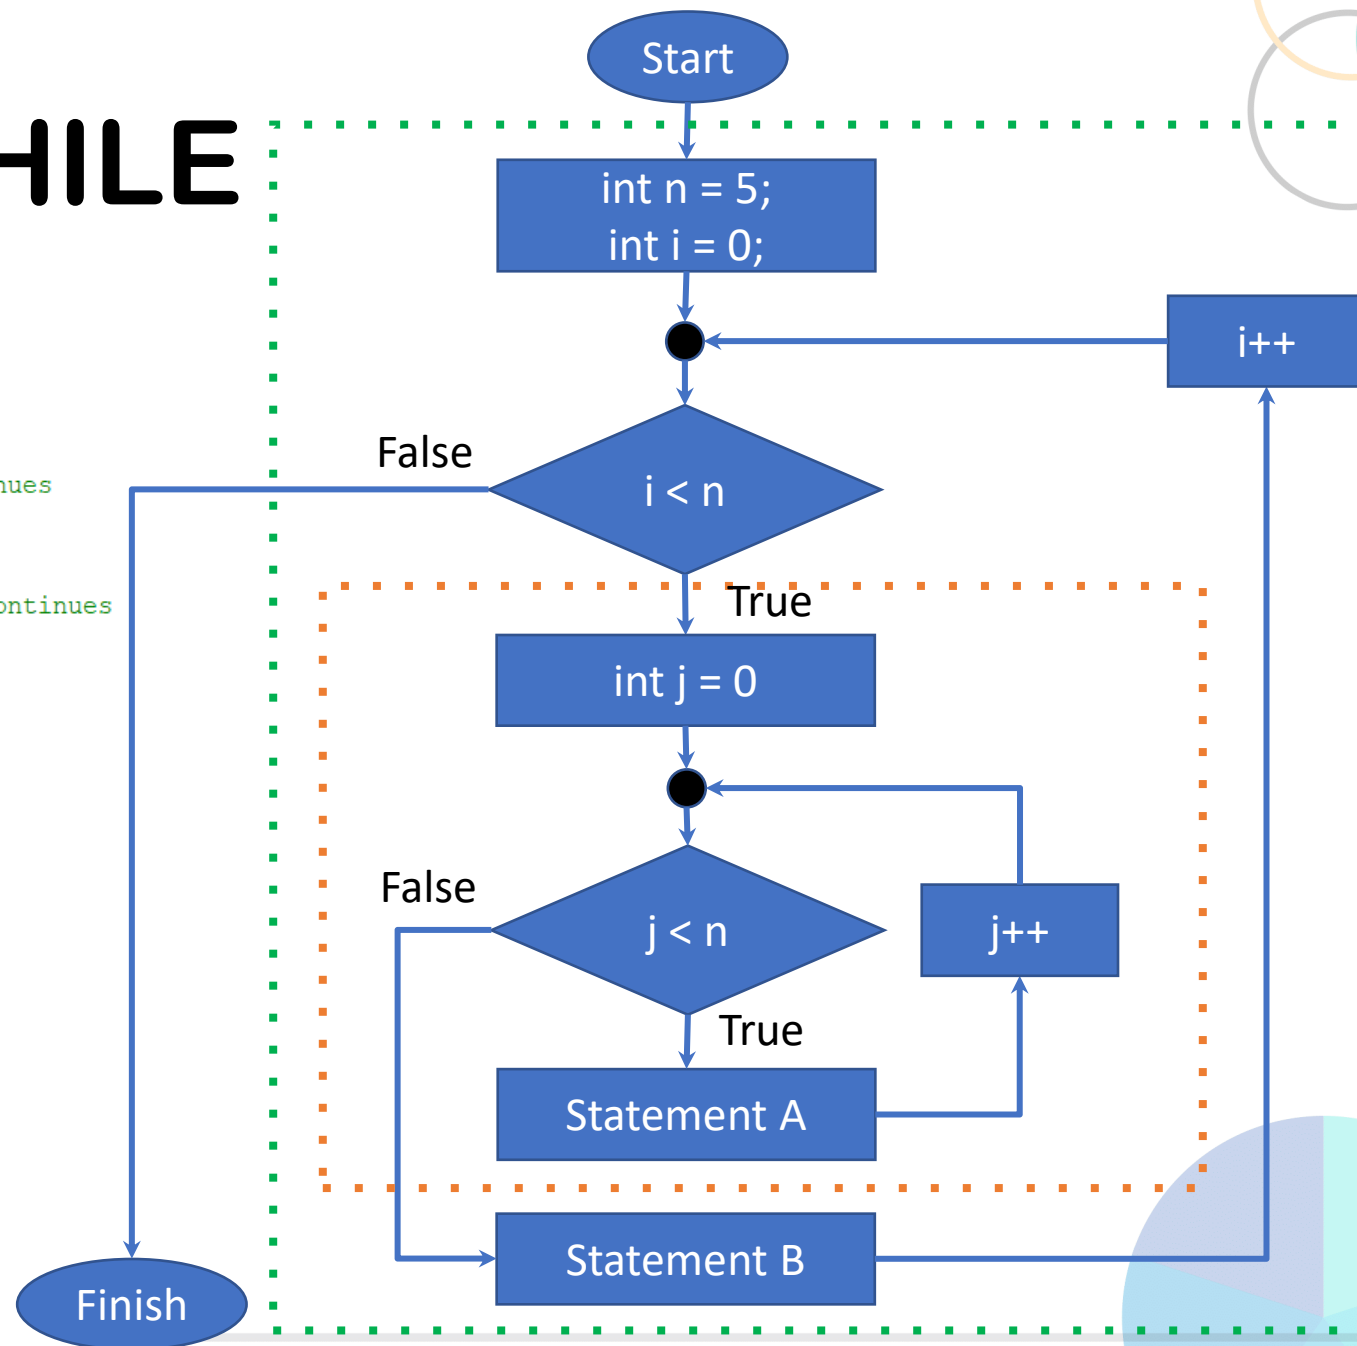 Start
HILE
int n = 5;
int i = 0;
i++
False
i < n
nues
True
ontinues
int j = 0
False
j < n
j++
True
Statement A
Statement B
Finish